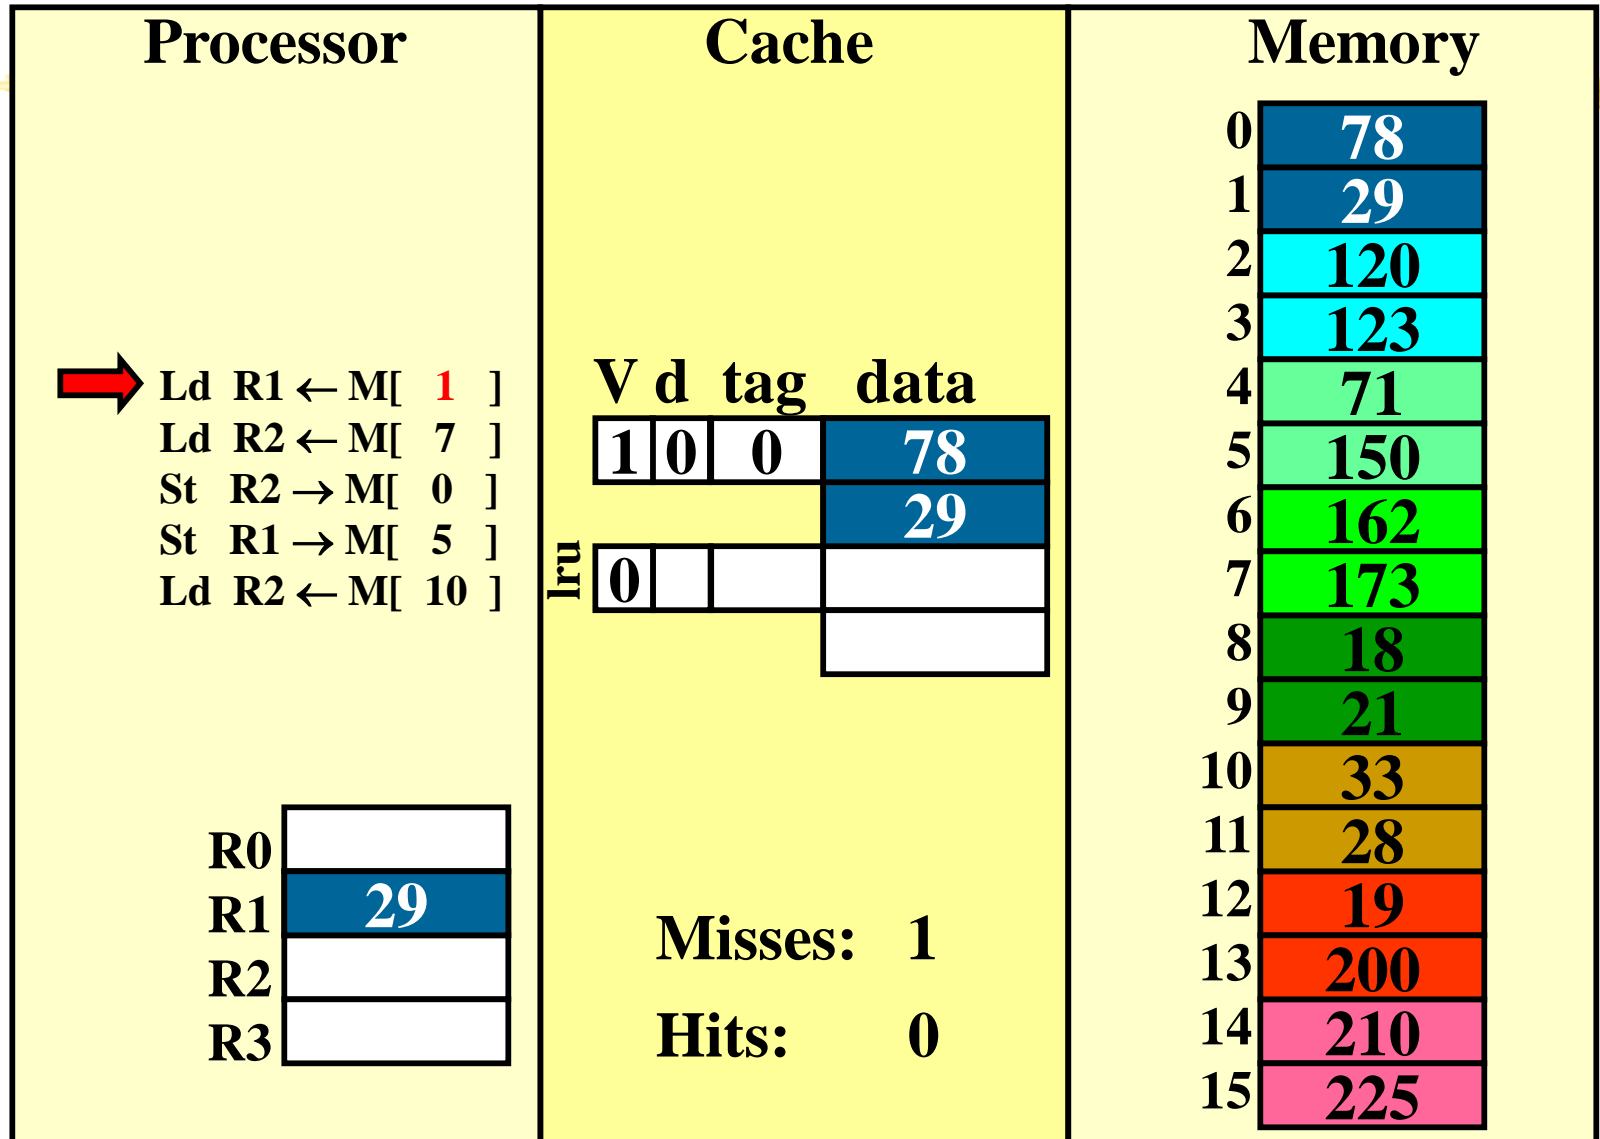 Processor
Ld R1 ← M[ 1 ]
Ld R2 ← M[ 7 ]
St R2 → M[ 0 ]
St R1 → M[ 5 ]
Ld R2 ← M[ 10 ]
R0
R1 29
R2
R3
Cache
V d tag data
1 0 0 78
29
lru
0
Misses: 1
Hits: 0
Memory
0 78
1 29
2 120
3 123
4 71
5 150
6 162
7 173
8 18
9 21
10 33
11 28
12 19
13 200
14 210
15 225